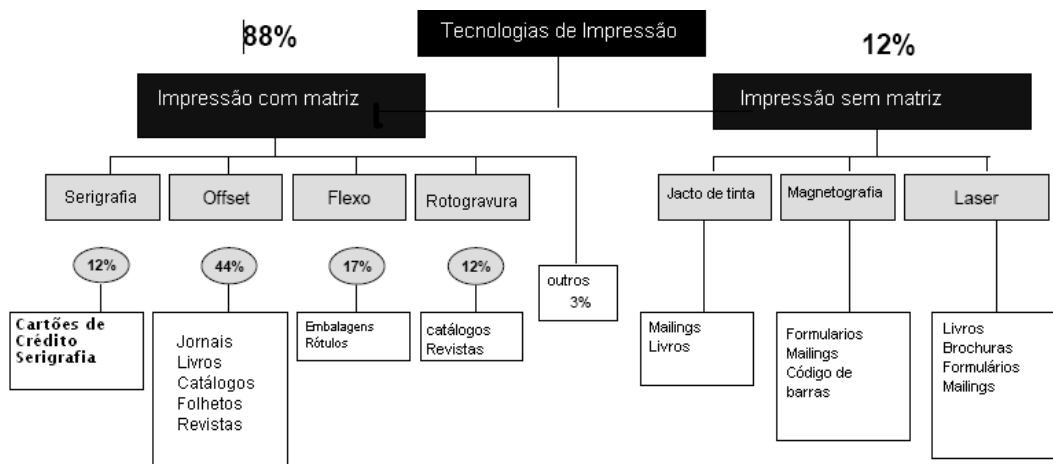 88%
Tecnologias de Impressão
12%
Impressão com matriz
Impressão sem matriz
Serigrafia
Offset
Flexo
Rotogravura
Jacto de tinta
Magnetografia
Laser
12%
44%
17%
12%
outros
3%
Cartões de
Crédito
Serigrafia
Jornais
Livros
Catálogos
Folhetos
Revistas
Embalagens
Rótulos
catálogos
Revistas
Mailings
Livros
Formularios
Mailings
Código de
barras
Livros
Brochuras
Formulários
Mailings